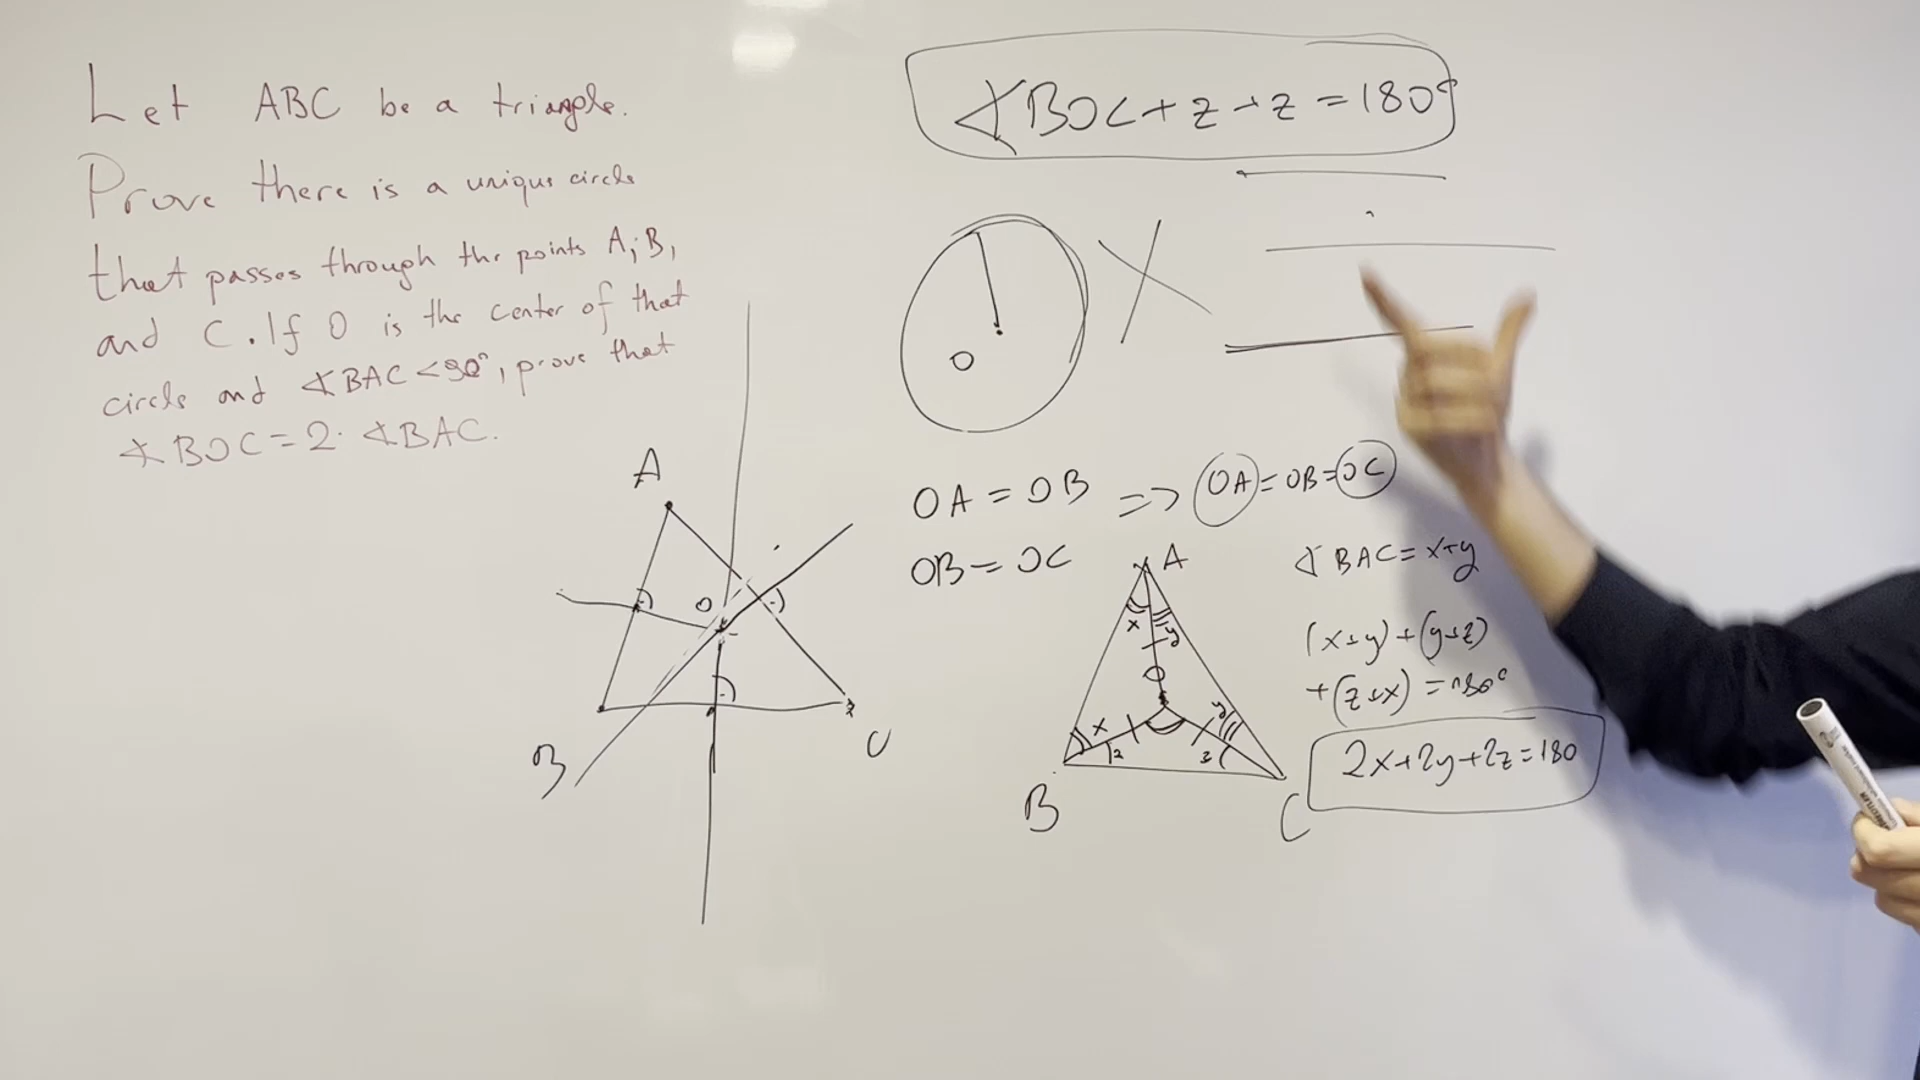 Let ABC be a triangle.
Prove there is a unique circle
that passes through the points A, B,
and C. If O is the center of that
circle and ∢BAC < 90°, prove that
∢BOC = 2· ∢BAC.
∢BOC + z + z = 180°
O
OA = OB => OA = OB = OC
OB = OC
A
O
B
C
A
x y
O
x y
z z
B
C
∢BAC = x+y
(x+y)+(y+z)
+(z+x) = 180°
2x+2y+2z = 180
STAEDTLER